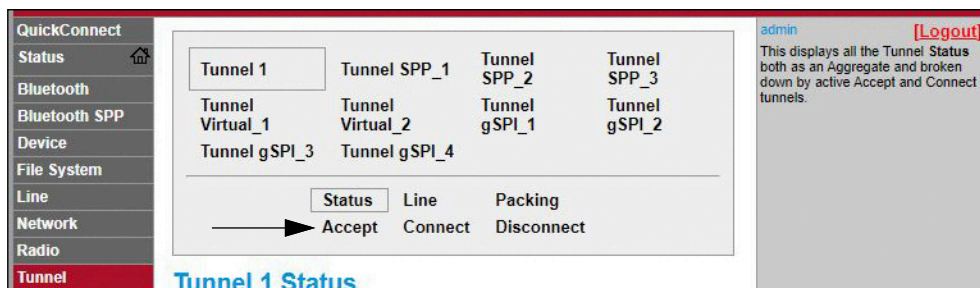 QuickConnect
Status
Bluetooth
Bluetooth SPP
Device
File System
Line
Network
Radio
Tunnel
Tunnel 1
Tunnel SPP_1
Tunnel SPP_2
Tunnel SPP_3
Tunnel Virtual_1
Tunnel Virtual_2
Tunnel gSPI_1
Tunnel gSPI_2
Tunnel gSPI_3
Tunnel gSPI_4
Status Line Packing
Accept Connect Disconnect
Tunnel 1 Status
admin [Logout]
This displays all the Tunnel Status
both as an Aggregate and broken
down by active Accept and Connect
tunnels.